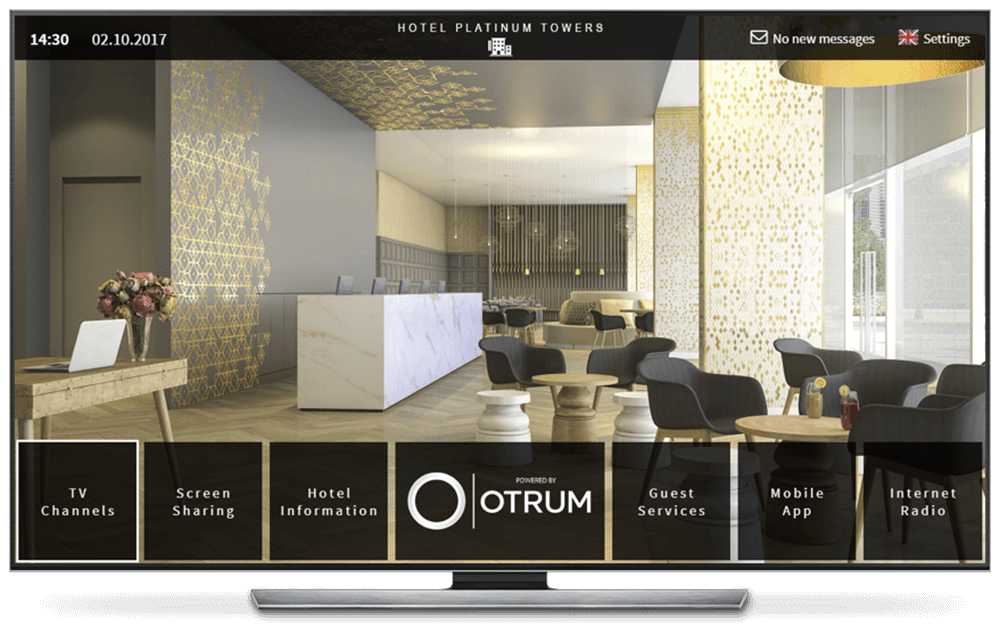 14:30 02.10.2017
HOTEL PLATINUM TOWERS
No new messages
Settings
TV
Channels
Screen
Sharing
Hotel
Information
POWERED BY
OTRUM
Guest
Services
Mobile
App
Internet
Radio